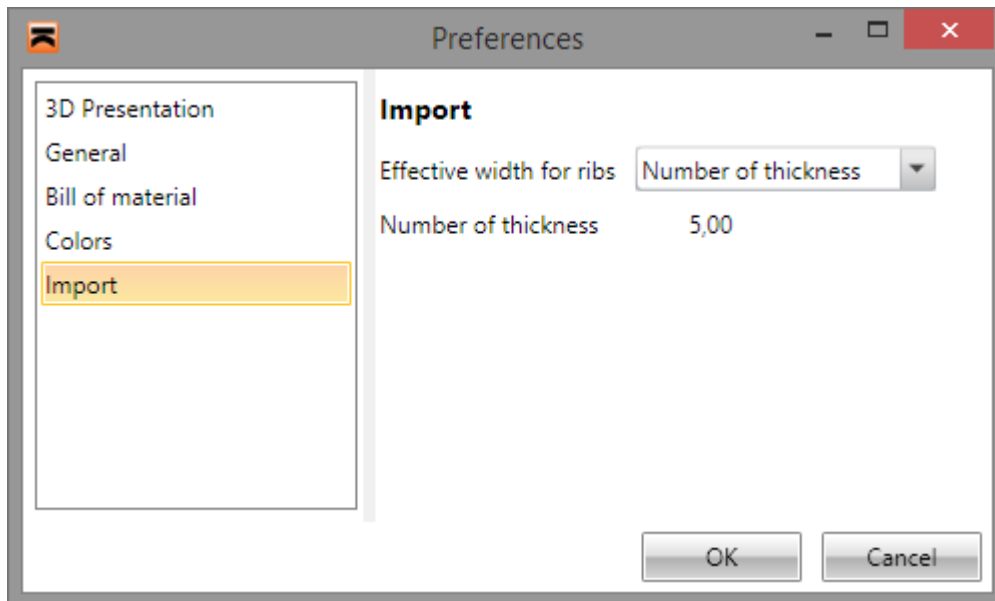 Preferences
3D Presentation
General
Bill of material
Colors
Import
Import
Effective width for ribs Number of thickness
Number of thickness 5,00
OK Cancel